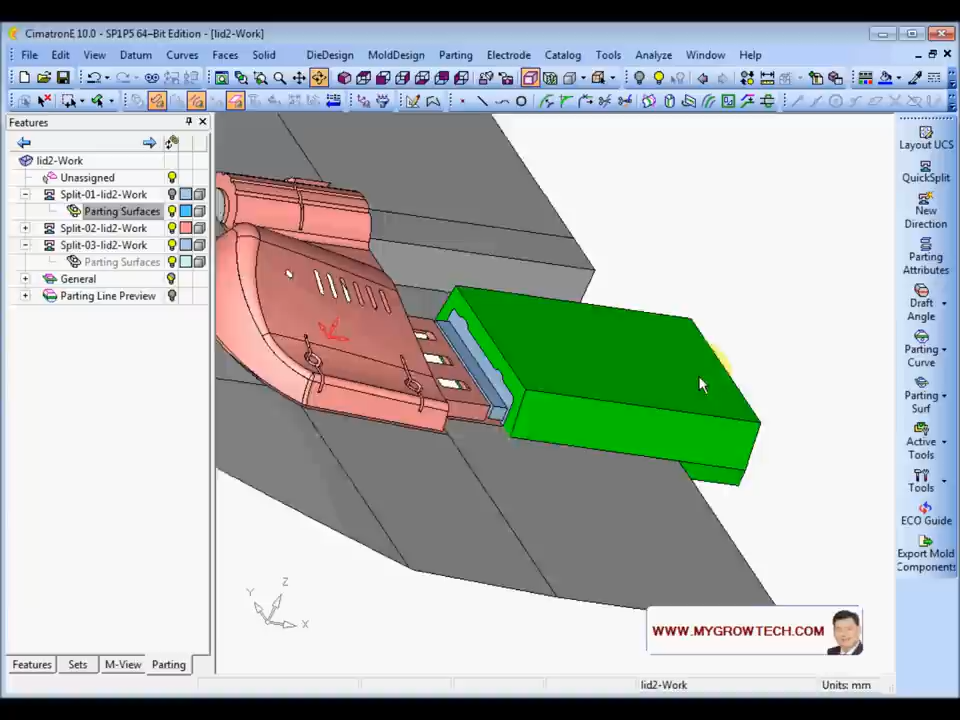 CimatronE 10.0 - SP1P5 64-Bit Edition - [lid2-Work]
File Edit View Datum Curves Faces Solid DieDesign MoldDesign Parting Electrode Catalog Tools Analyze Window Help
Features
lid2-Work
Unassigned
Split-01-lid2-Work
Parting Surfaces
Split-02-lid2-Work
Split-03-lid2-Work
Parting Surfaces
General
Parting Line Preview
Layout UCS
QuickSplit
New
Direction
Parting
Attributes
Draft
Angle
Parting
Curve
Parting
Surf
Active
Tools
Tools
ECO Guide
Export Mold
Components
Z
Y
X
WWW.MYGROWTECH.COM
Features Sets M-View Parting
lid2-Work Units: mm